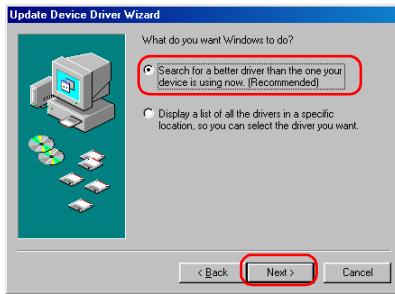 Update Device Driver Wizard
What do you want Windows to do?
Search for a better driver than the one your
device is using now. (Recommended)
Display a list of all the drivers in a specific
location, so you can select the driver you want.
< Back
Next >
Cancel